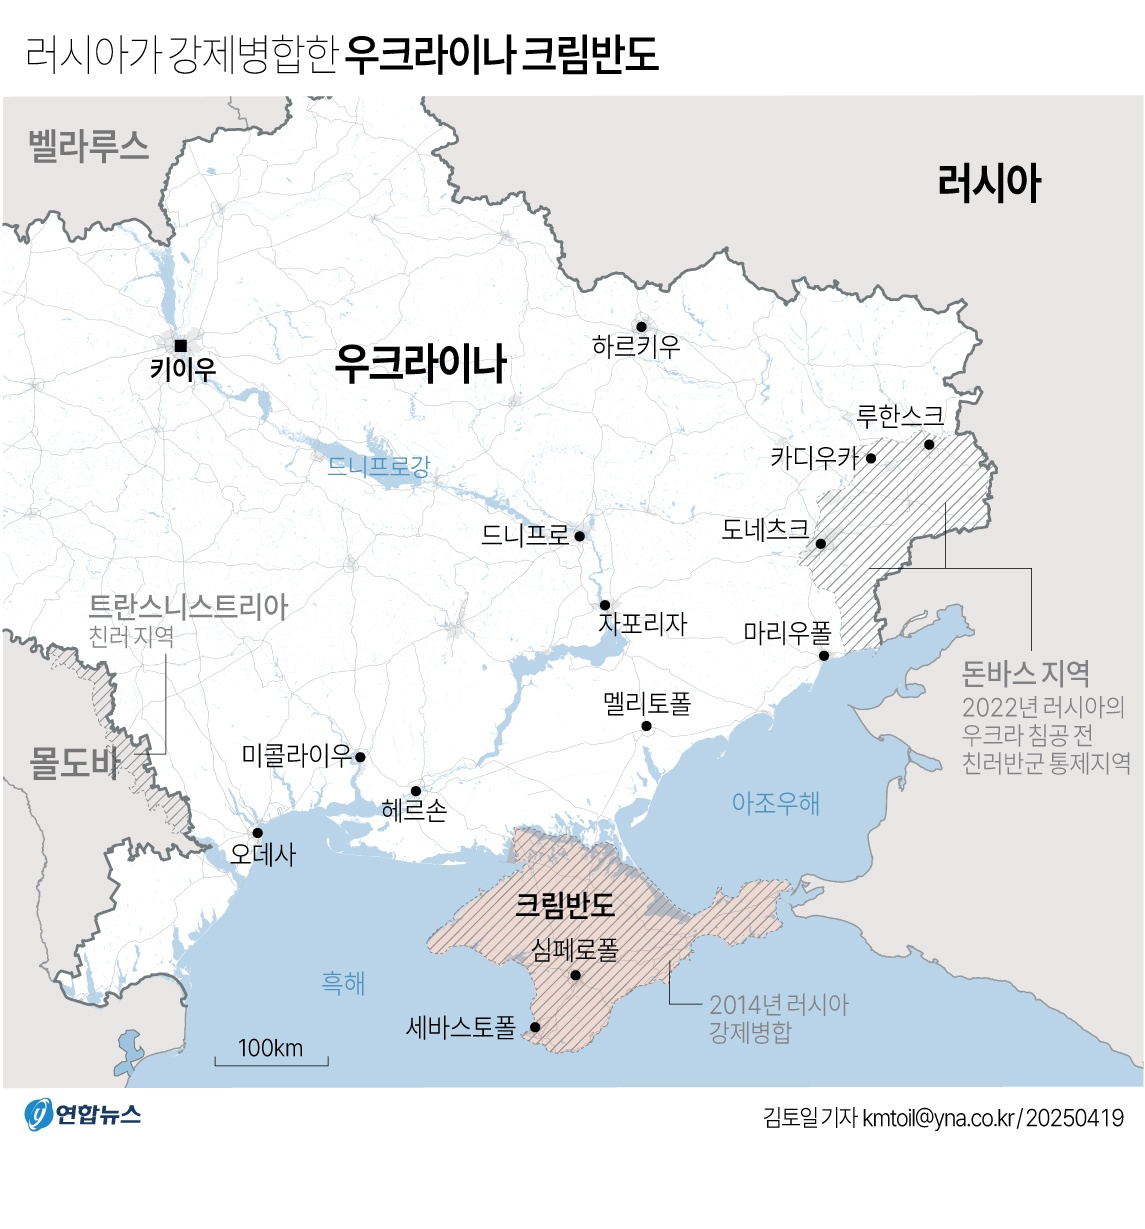 러시아가 강제병합한 우크라이나 크림반도
벨라루스
러시아
하르키우
키이우
우크라이나
루한스크
카디우카
드니프로강
드니프로
도네츠크
트란스니스트리아
친러 지역
자포리자
마리우폴
돈바스 지역
2022년 러시아의
우크라 침공 전
친러반군 통제지역
멜리토폴
미콜라이우
몰도바
헤르손
아조우해
오데사
크림반도
심페로폴
흑해
2014년 러시아
강제병합
세바스토폴
100km
연합뉴스
김토일 기자 kmtoil@yna.co.kr / 20250419